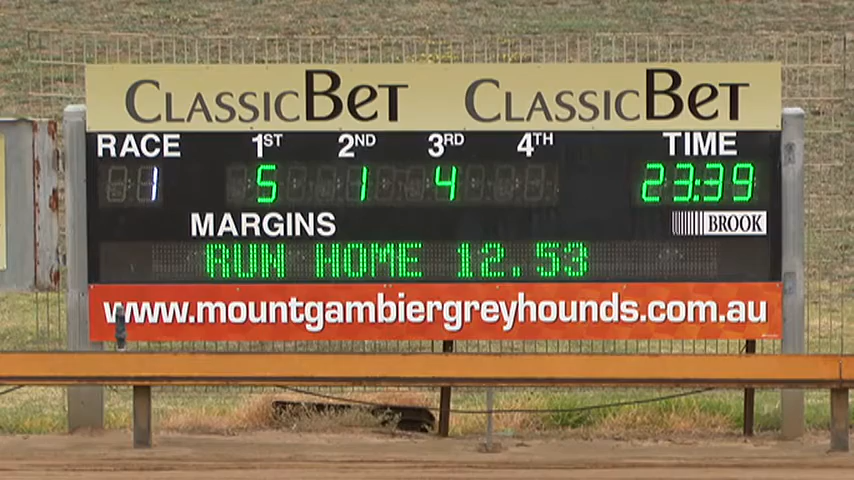 CLASSICBET CLASSICBET
RACE 1ST 2ND 3RD 4TH TIME
1 5 1 4 23:39
MARGINS BROOK
RUN HOME 12.53
www.mountgambiergreyhounds.com.au